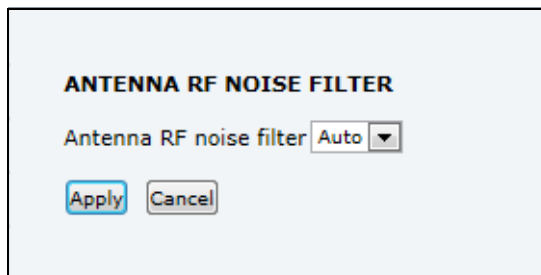 ANTENNA RF NOISE FILTER
Antenna RF noise filter Auto
Apply Cancel